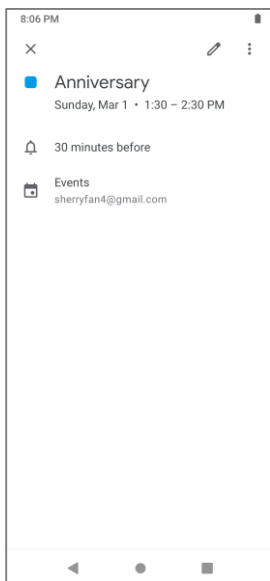 8:06 PM
Anniversary
Sunday, Mar 1 • 1:30 – 2:30 PM
30 minutes before
Events
sherryfan4@gmail.com